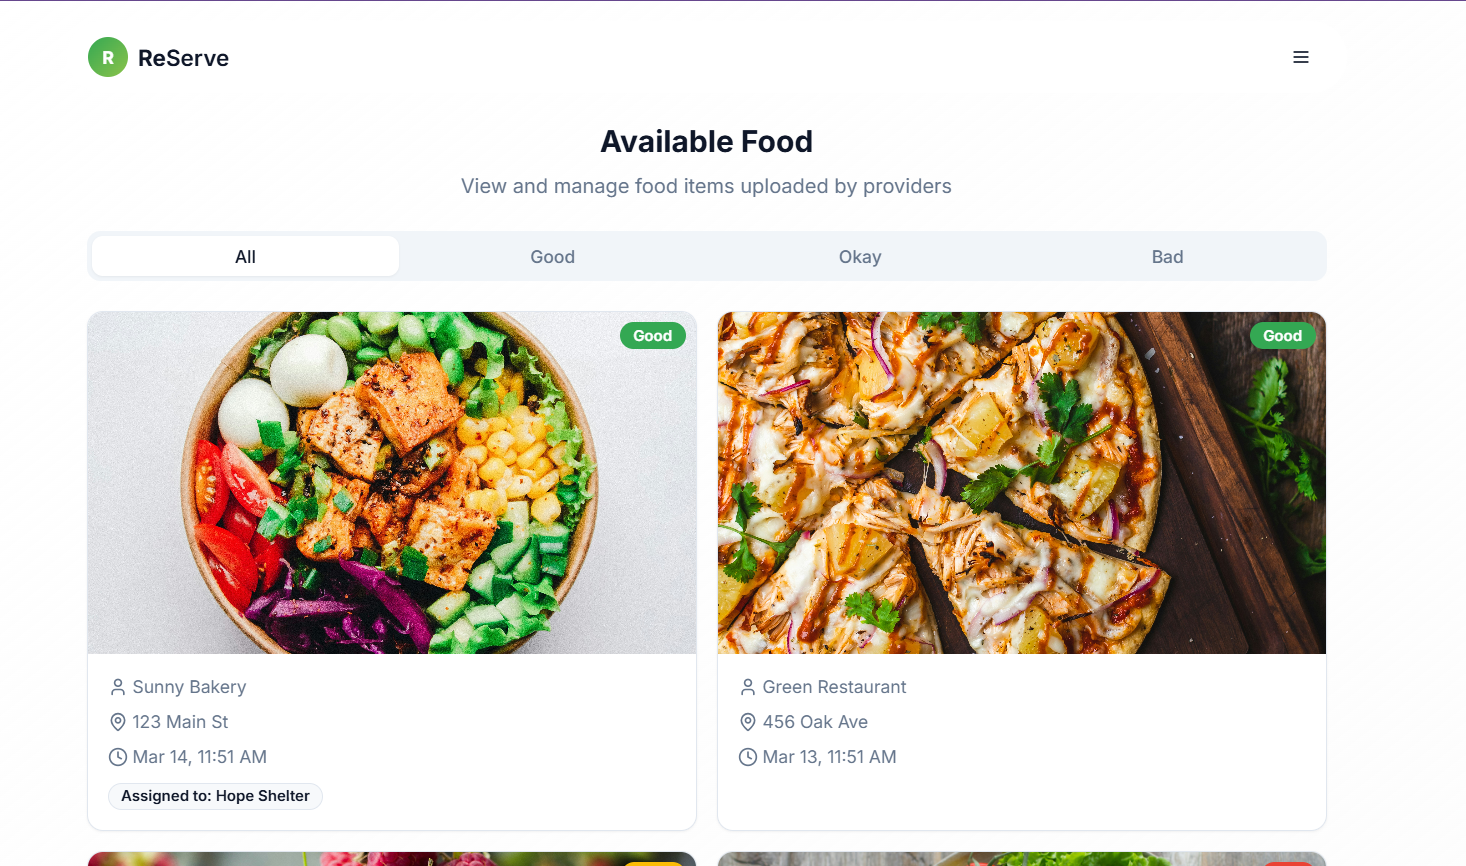 R
ReServe
Available Food
View and manage food items uploaded by providers
All
Good
Okay
Bad
Good
Good
Sunny Bakery
123 Main St
Mar 14, 11:51 AM
Assigned to: Hope Shelter
Green Restaurant
456 Oak Ave
Mar 13, 11:51 AM